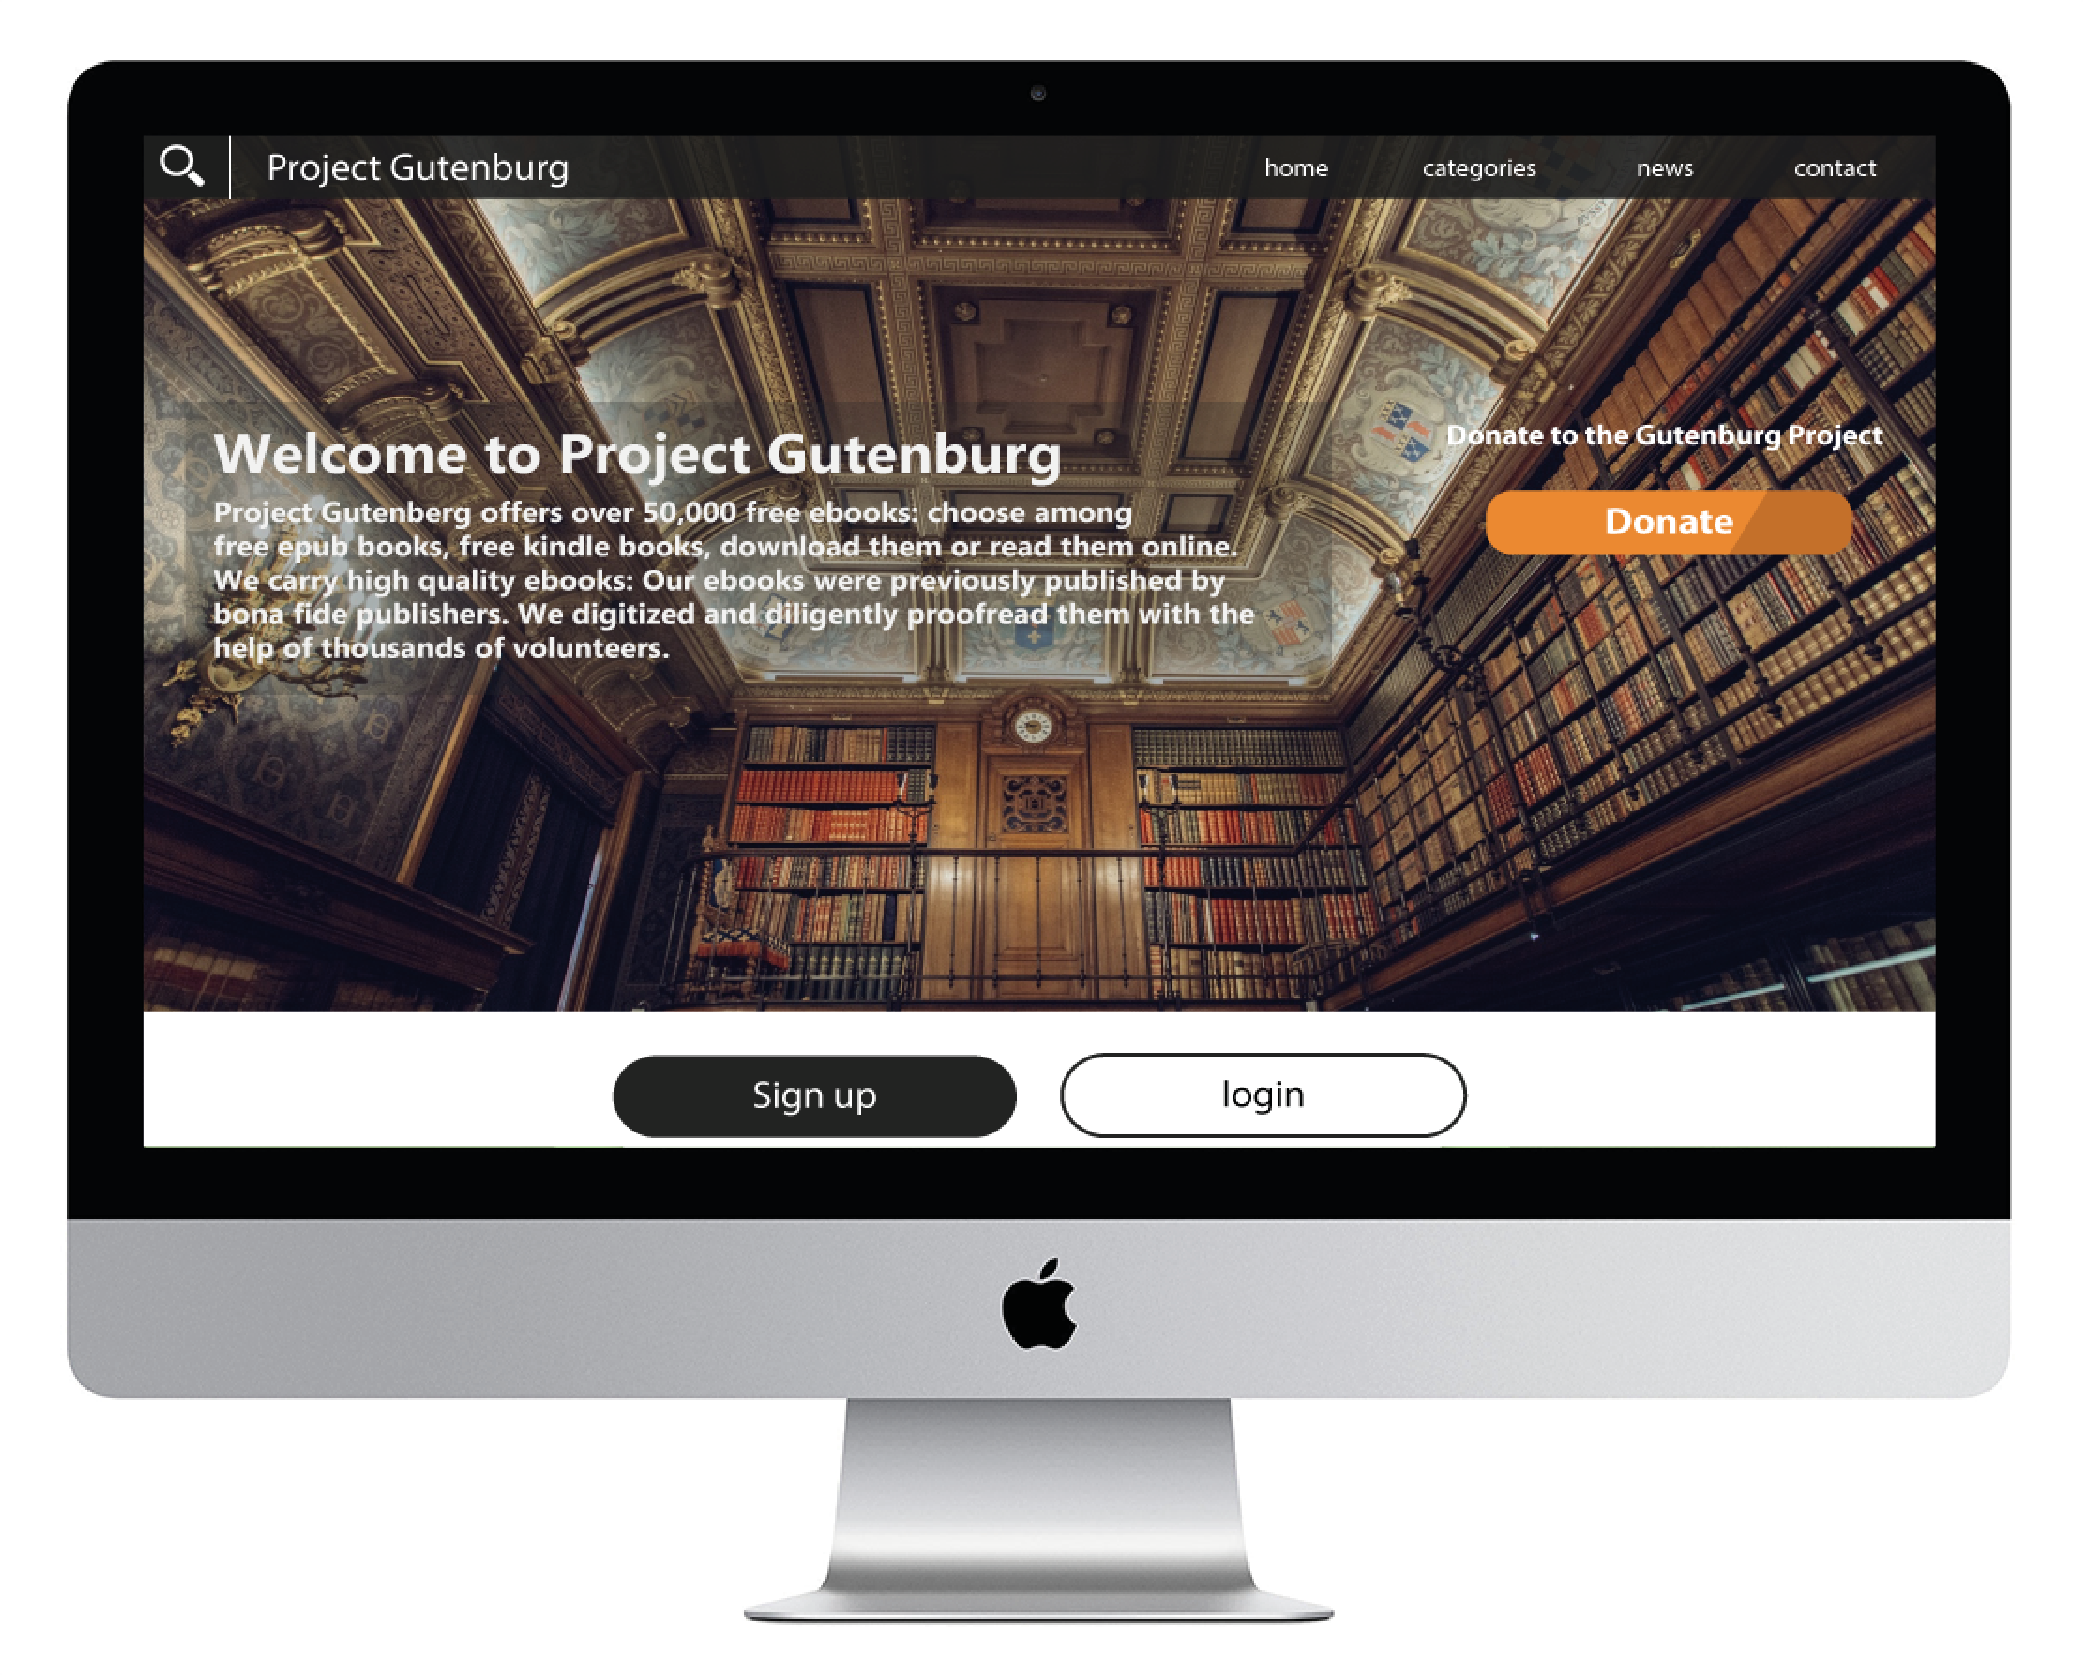 Project Gutenburg
home categories news contact
Welcome to Project Gutenburg
Project Gutenberg offers over 50,000 free ebooks: choose among
free epub books, free kindle books, download them or read them online.
We carry high quality ebooks: Our ebooks were previously published by
bona fide publishers. We digitized and diligently proofread them with the
help of thousands of volunteers.
Donate to the Gutenburg Project
Donate
Sign up
login